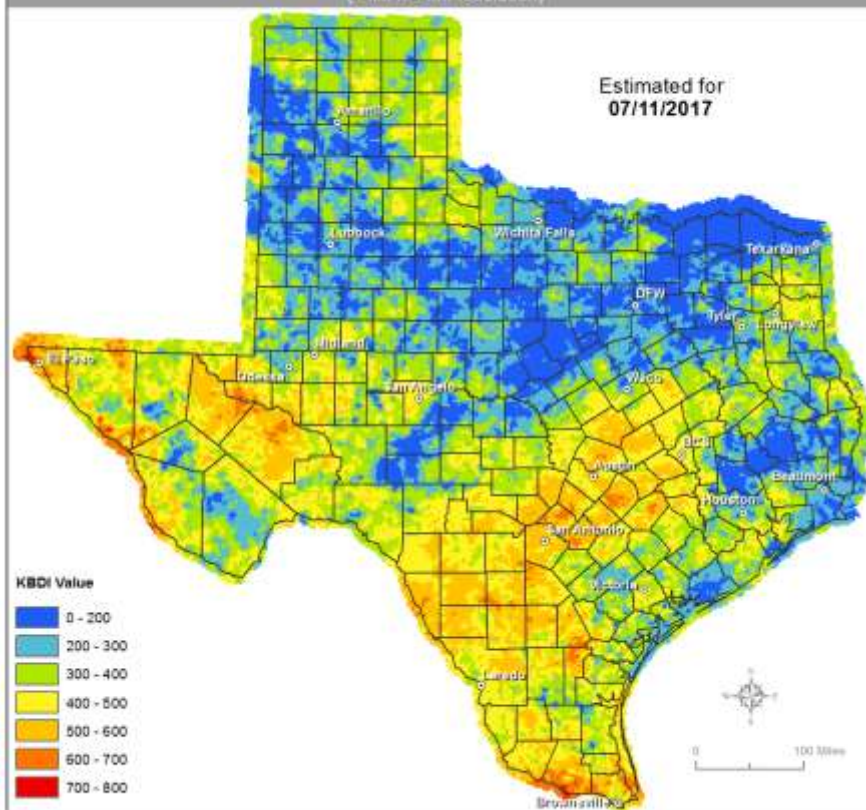 Estimated for
07/11/2017
Amarillo
Lubbock
Wichita Falls
Texarkana
DFW
Tyler
Longview
El Paso
Midland
Odessa
San Angelo
Waco
BCS
Austin
Beaumont
Houston
San Antonio
Victoria
Laredo
Brownsville
KBDI Value
0 - 200
200 - 300
300 - 400
400 - 500
500 - 600
600 - 700
700 - 800
0 100 Miles